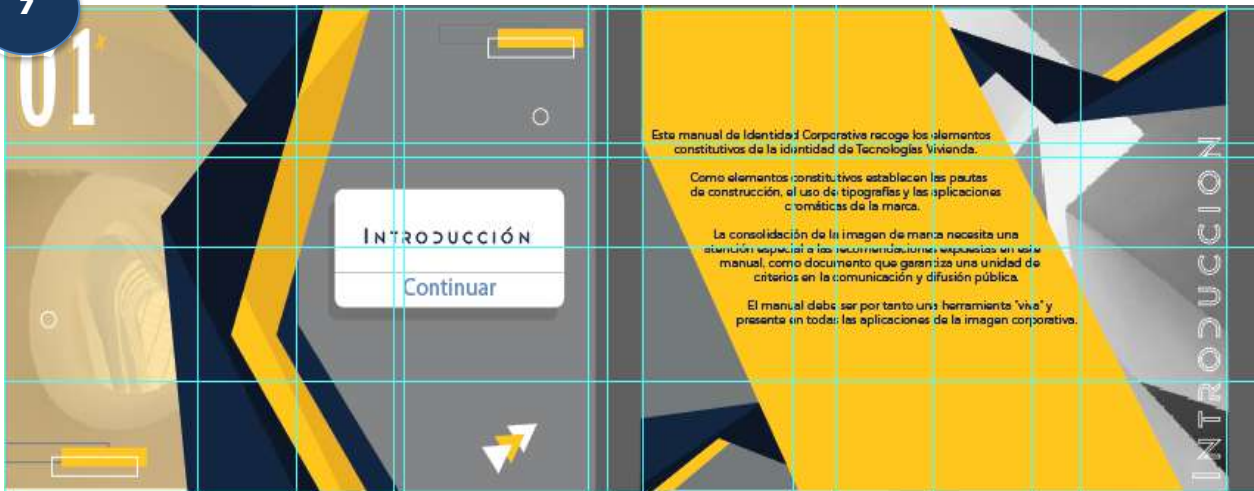 9
01
INTRODUCCIÓN
Continuar
Este manual de Identidad Corporativa recoge los elementos
constitutivos de la identidad de Tecnologías Vivienda.
Como elementos constitutivos establecen las pautas
de construcción, el uso de tipografías y las aplicaciones
cromáticas de la marca.
La consolidación de la imagen de marca necesita una
atención especial a las recomendaciones expuestas en este
manual, como documento que garantiza una unidad de
criterios en la comunicación y difusión pública.
El manual debe ser por tanto una herramienta "viva" y
presente en todas las aplicaciones de la imagen corporativa.
INTRODUCCION